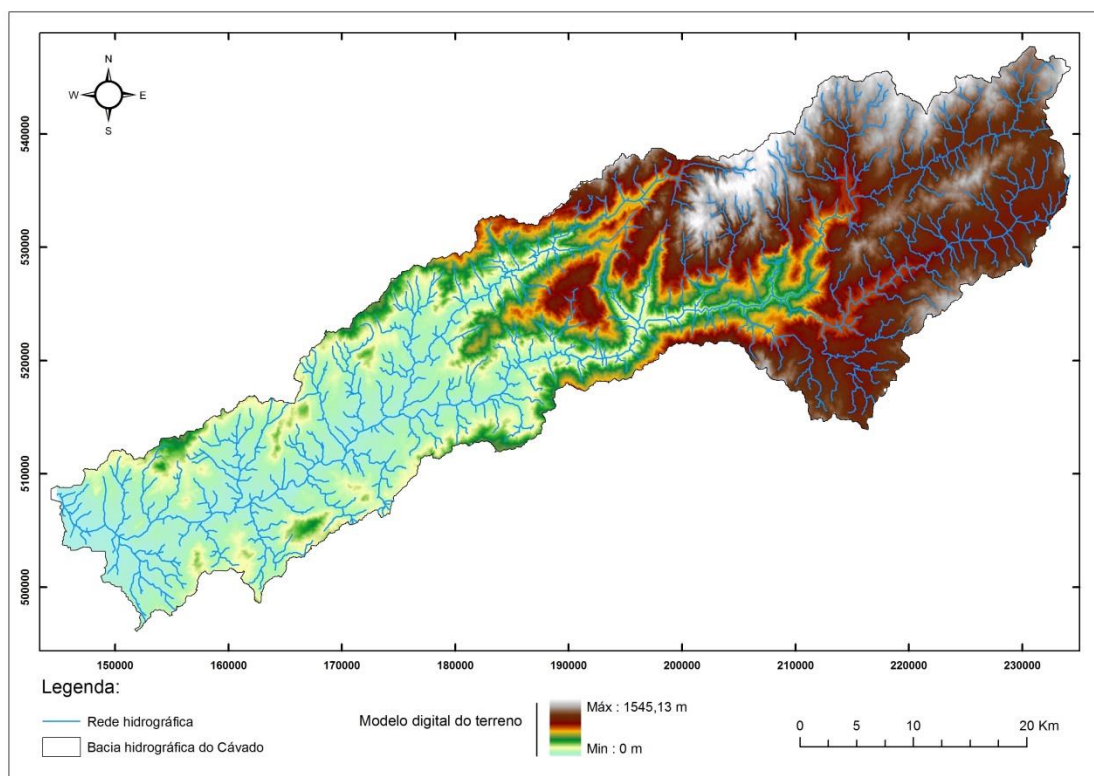 N
W E
S
540000
530000
520000
510000
500000
150000 160000 170000 180000 190000 200000 210000 220000 230000
Legenda:
Rede hidrográfica
Bacia hidrográfica do Cávado
Modelo digital do terreno
Máx : 1545,13 m
Min : 0 m
0 5 10 20 Km